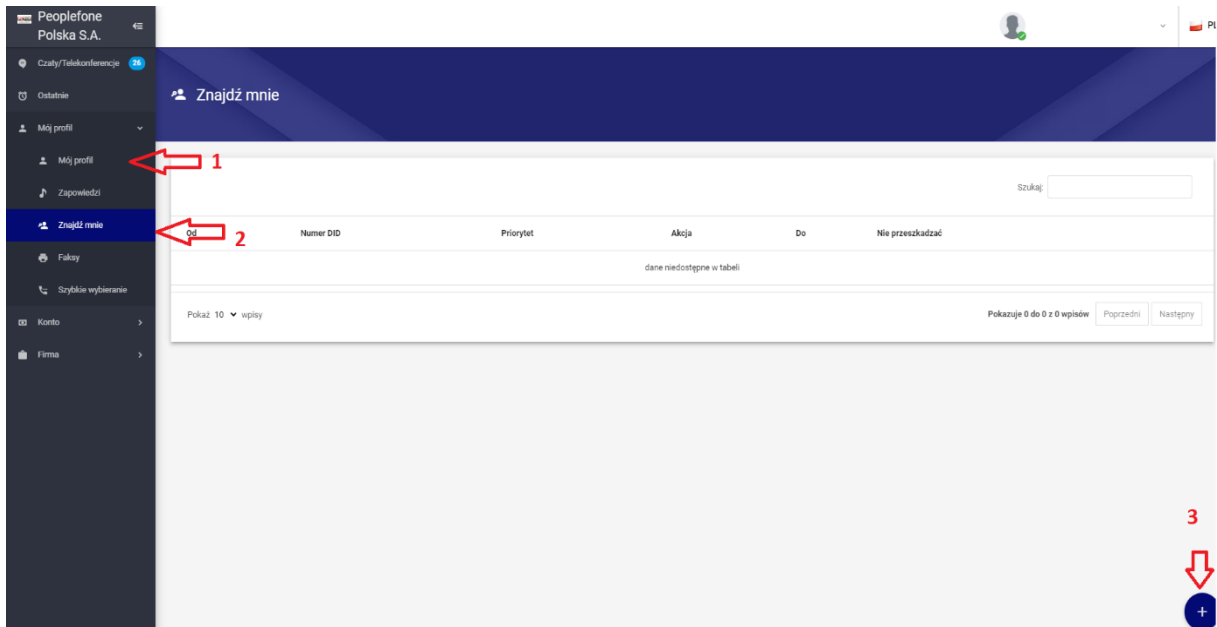 Peoplefone
Polska S.A.
Czaty/Telekonferencje 26
Ostatnie
Mój profil
Mój profil
Zapowiedzi
Znajdź mnie
Faksy
Szybkie wybieranie
Konto
Firma
PL
Znajdź mnie
1
2
Szukaj:
Od Numer DID Priorytet Akcja Do Nie przeszkadzać
dane niedostępne w tabeli
Pokaż 10 wpisy
Pokazuje 0 do 0 z 0 wpisów Poprzedni Następny
3
+